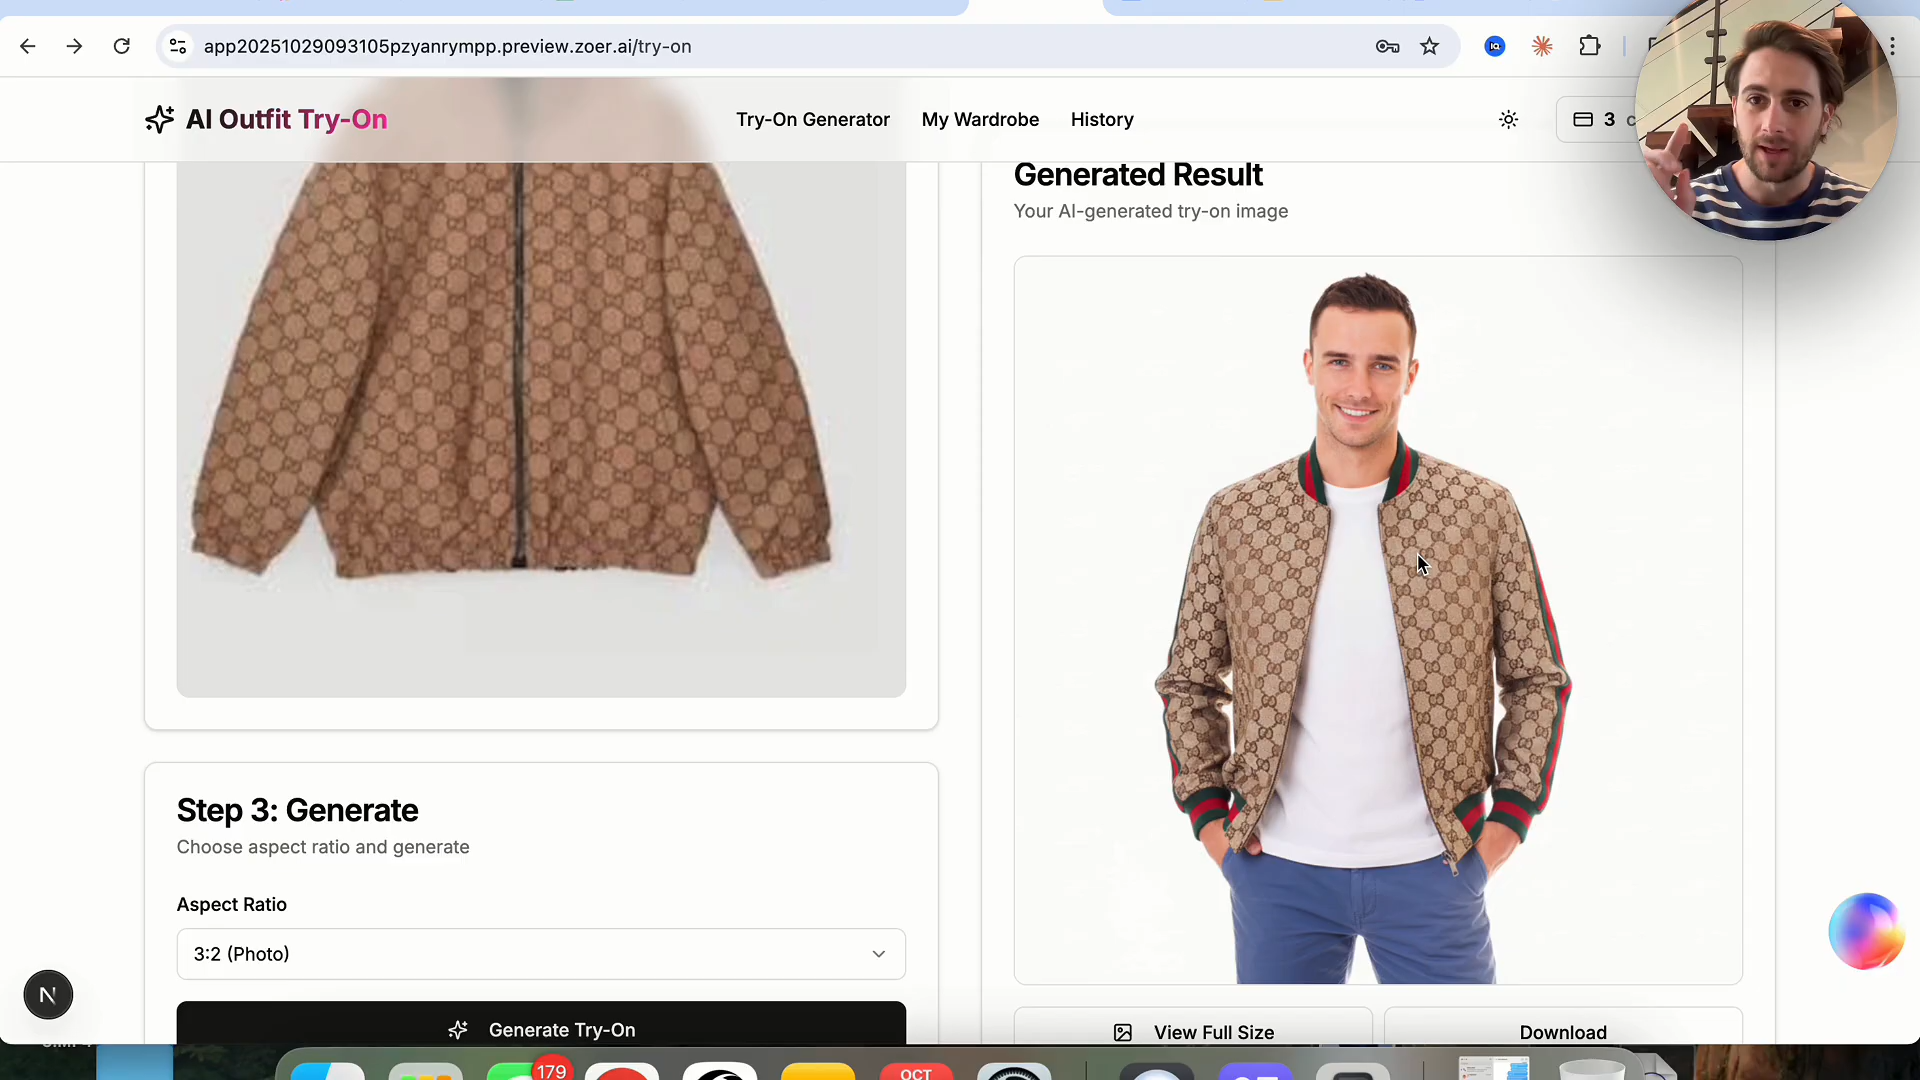 app20251029093105pzyanrympp.preview.zoer.ai/try-on
AI Outfit Try-On
Try-On Generator
My Wardrobe
History
3
Generated Result
Your AI-generated try-on image
Step 3: Generate
Choose aspect ratio and generate
Aspect Ratio
3:2 (Photo)
N
Generate Try-On
View Full Size
Download
179
OCT